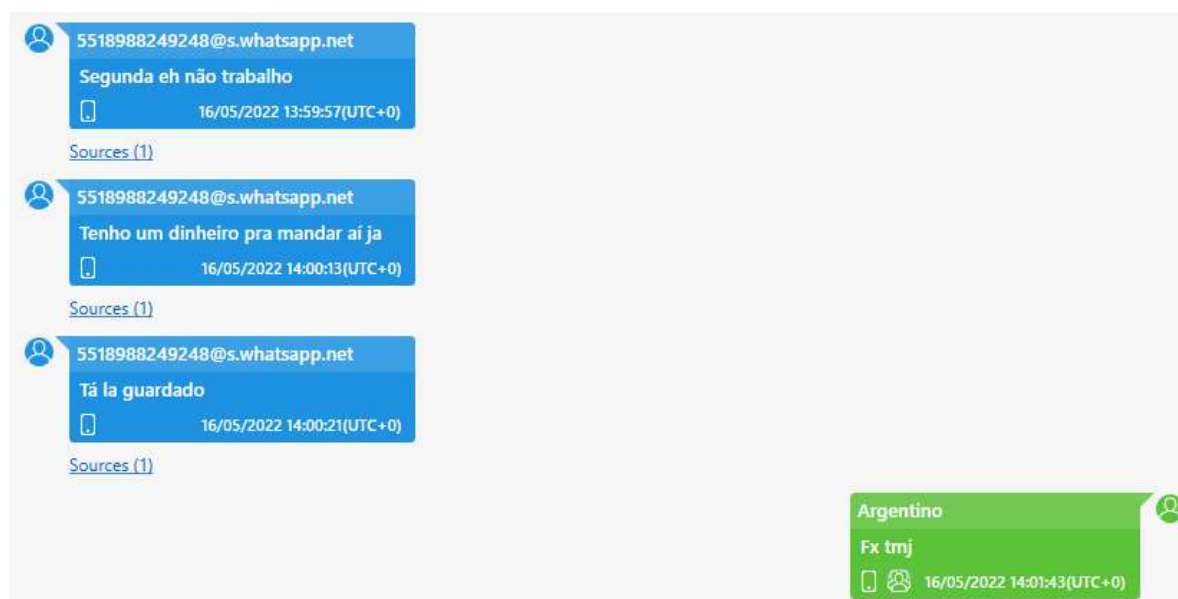 5518988249248@s.whatsapp.net
Segunda eh não trabalho
16/05/2022 13:59:57(UTC+0)
Sources (1)
5518988249248@s.whatsapp.net
Tenho um dinheiro pra mandar aí ja
16/05/2022 14:00:13(UTC+0)
Sources (1)
5518988249248@s.whatsapp.net
Tá la guardado
16/05/2022 14:00:21(UTC+0)
Sources (1)
Argentino
Fx tmj
16/05/2022 14:01:43(UTC+0)